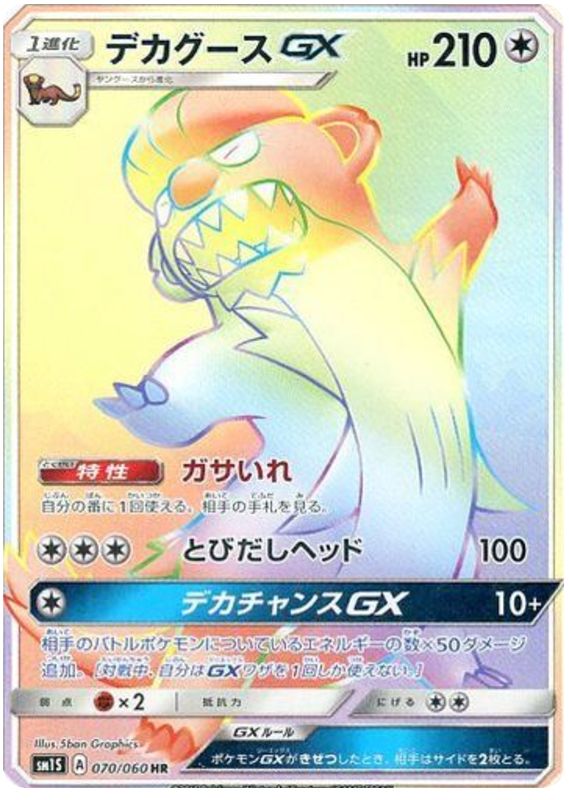 1進化
デカグースGX
HP 210
ヤングースから進化
特性 ガサいれ
自分の番に1回使える。相手の手札を見る。
とびだしヘッド 100
デカチャンスGX 10+
相手のバトルポケモンについているエネルギーの数×50ダメージ
追加。[対戦中、自分はGXワザを1回しか使えない。]
弱点 ×2 抵抗力 にげる
Illus. 5ban Graphics
GXルール
SM1S A 070/060 HR
ポケモンGXがきぜつしたとき、相手はサイドを2枚とる。